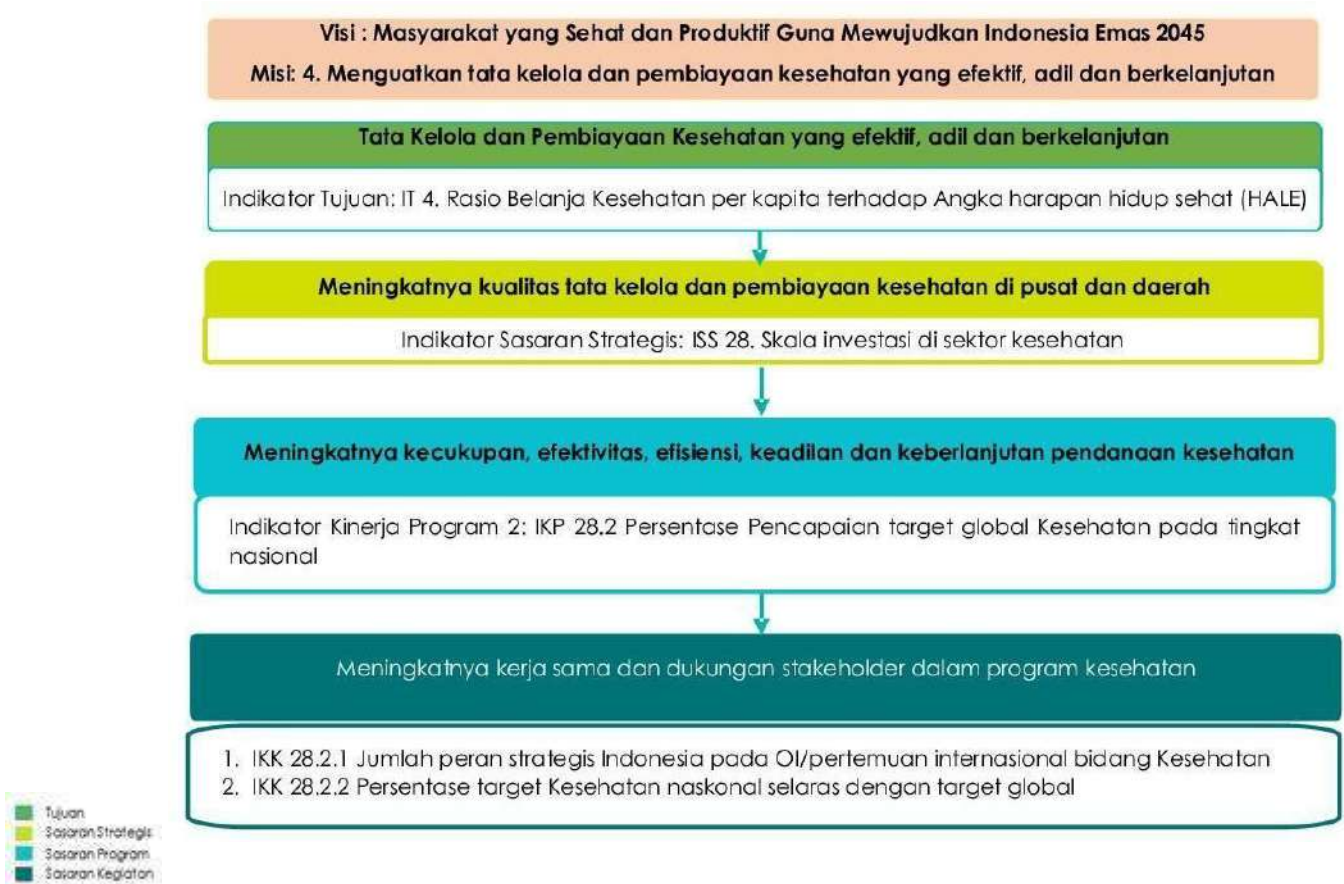 Visi : Masyarakat yang Sehat dan Produktif Guna Mewujudkan Indonesia Emas 2045
Misi: 4. Menguatkan tata kelola dan pembiayaan kesehatan yang efektif, adil dan berkelanjutan
Tata Kelola dan Pembiayaan Kesehatan yang efektif, adil dan berkelanjutan
Indikator Tujuan: IT 4. Rasio Belanja Kesehatan per kapita terhadap Angka harapan hidup sehat (HALE)
Meningkatnya kualitas tata kelola dan pembiayaan kesehatan di pusat dan daerah
Indikator Sasaran Strategis: ISS 28. Skala investasi di sektor kesehatan
Meningkatnya kecukupan, efektivitas, efisiensi, keadilan dan keberlanjutan pendanaan kesehatan
Indikator Kinerja Program 2: IKP 28.2 Persentase Pencapaian target global Kesehatan pada tingkat
nasional
Meningkatnya kerja sama dan dukungan stakeholder dalam program kesehatan
1. IKK 28.2.1 Jumlah peran strategis Indonesia pada OI/pertemuan internasional bidang Kesehatan
2. IKK 28.2.2 Persentase target Kesehatan naskonal selaras dengan target global
Tujuan
Sasaran Strategis
Sasaran Program
Sasaran Kegiatan